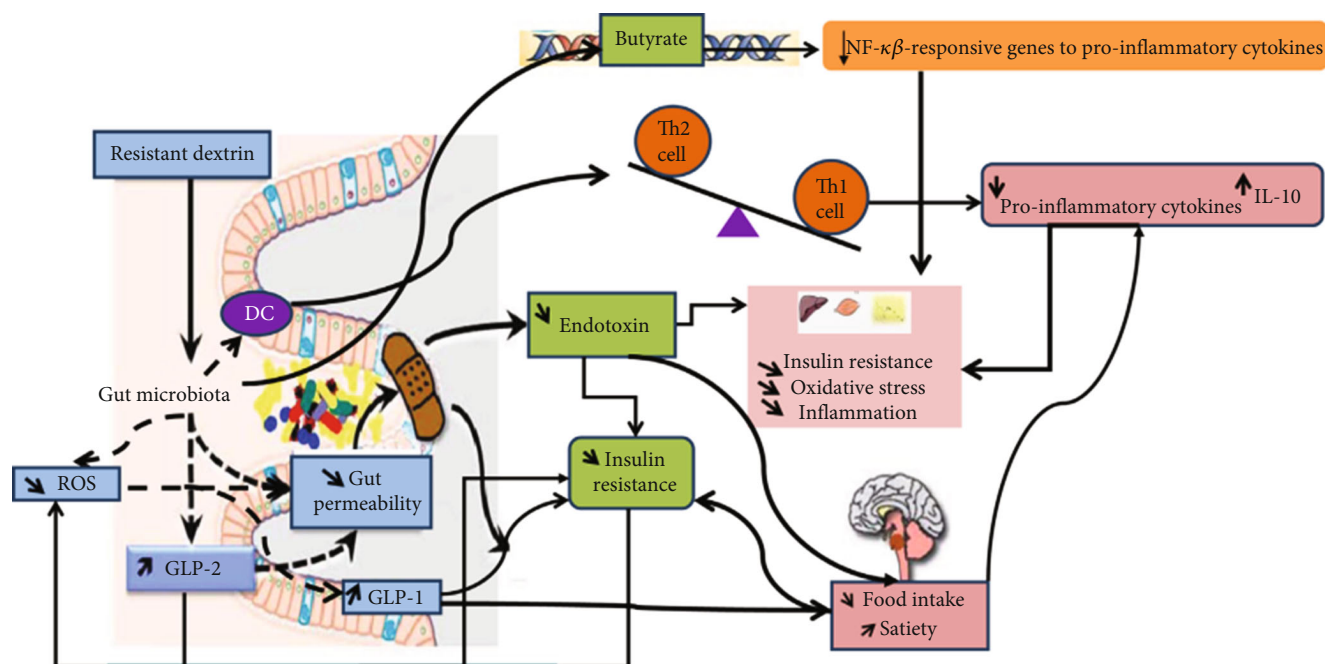 Butyrate
NF-κβ-responsive genes to pro-inflammatory cytokines
Resistant dextrin
Th2
cell
Th1
cell
IL-10
Pro-inflammatory cytokines
DC
Endotoxin
Insulin resistance
Oxidative stress
Inflammation
Gut microbiota
ROS
Gut
permeability
Insulin
resistance
GLP-2
GLP-1
Food intake
Satiety